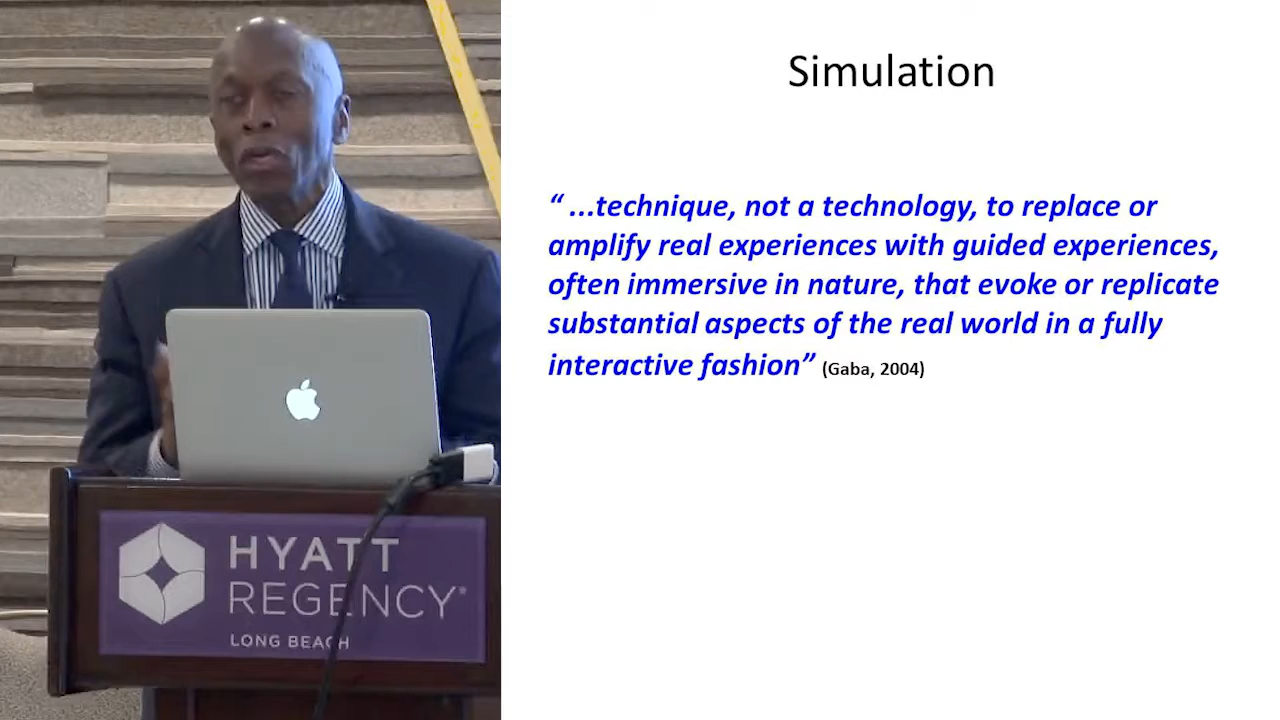 Simulation
“ ...technique, not a technology, to replace or
amplify real experiences with guided experiences,
often immersive in nature, that evoke or replicate
substantial aspects of the real world in a fully
interactive fashion” (Gaba, 2004)
HYATT
REGENCY®
LONG BEACH